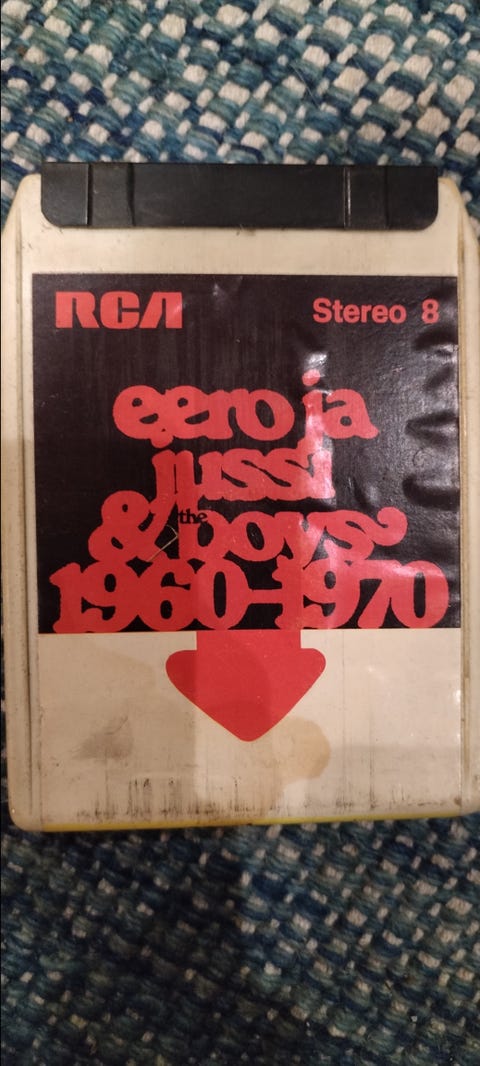 RCA Stereo 8
eero ja
jussi
& the boys
1960-1970